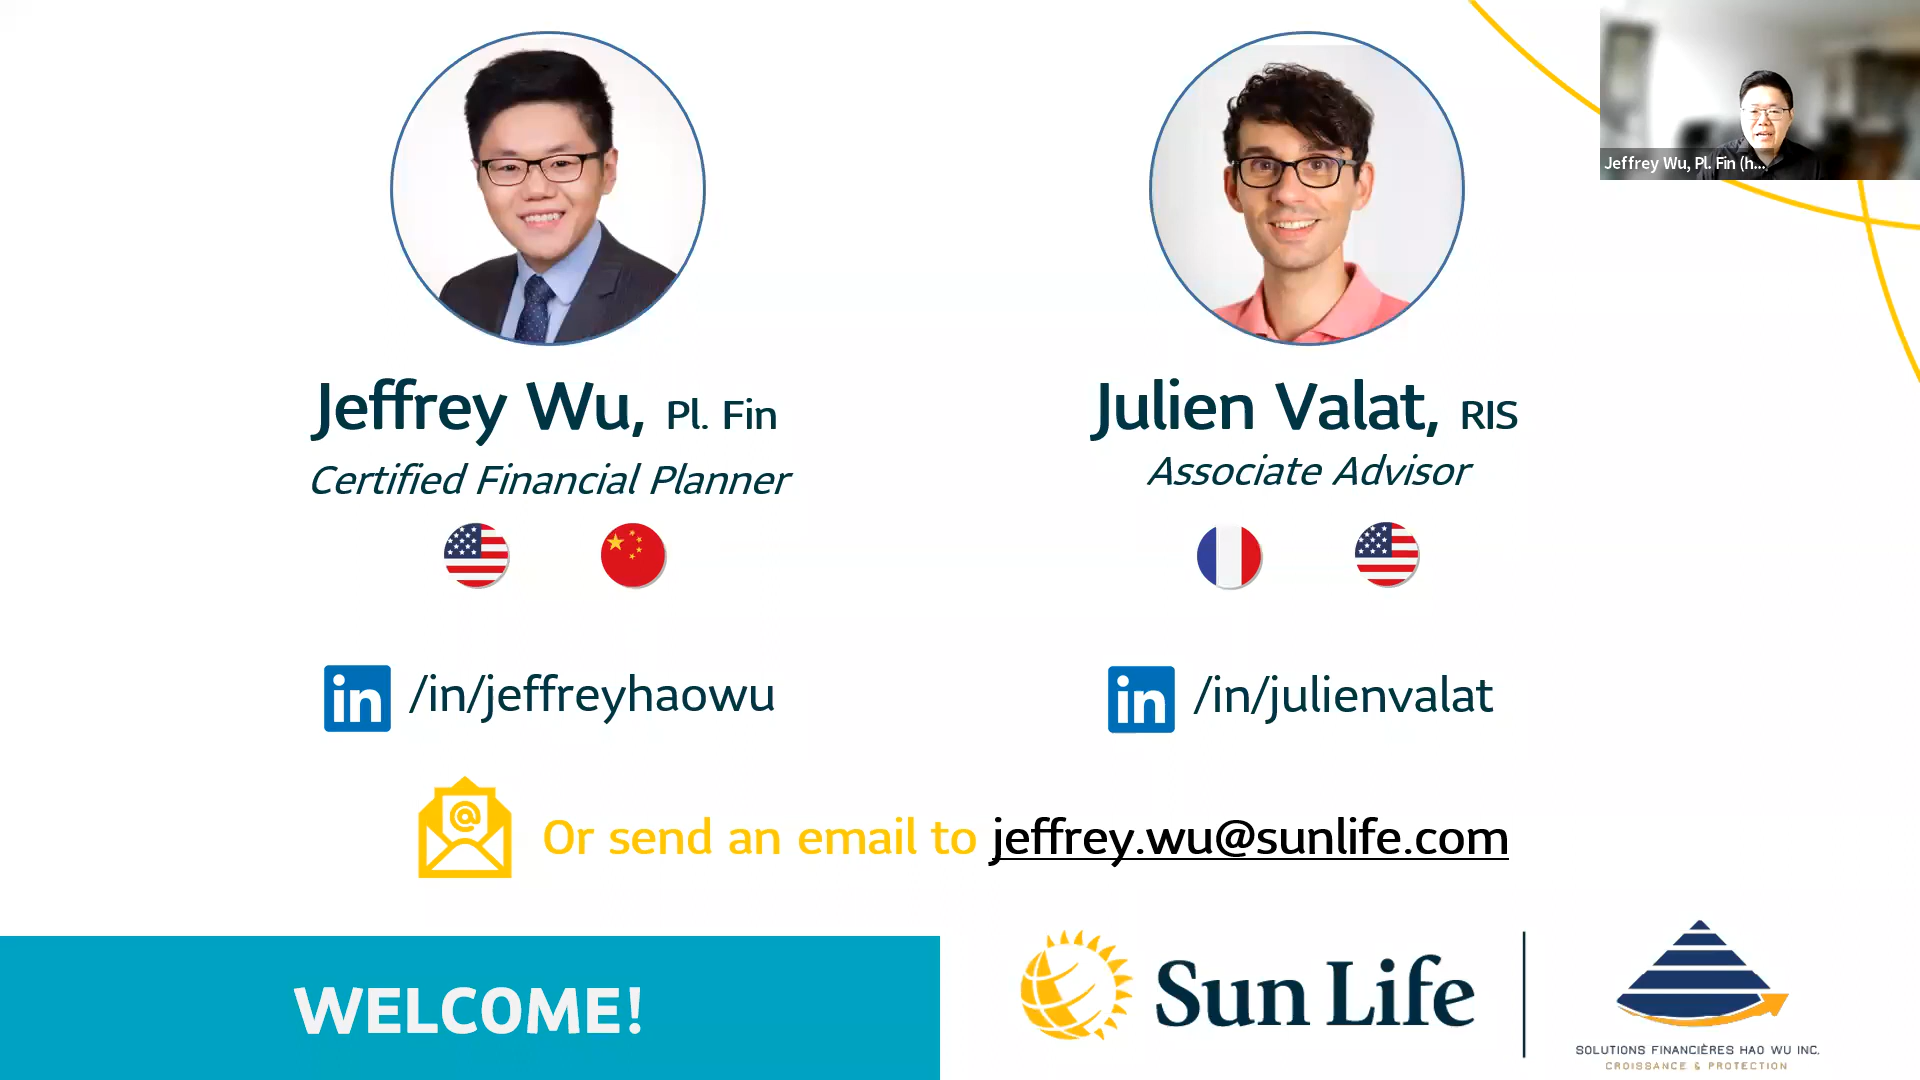 Jeffrey Wu, Pl. Fin (h...
Jeffrey Wu, Pl. Fin
Certified Financial Planner
Julien Valat, RIS
Associate Advisor
in /in/jeffreyhaowu
in /in/julienvalat
@
Or send an email to jeffrey.wu@sunlife.com
WELCOME!
Sun Life
SOLUTIONS FINANCIÈRES HAO WU INC.
CROISSANCE & PROTECTION